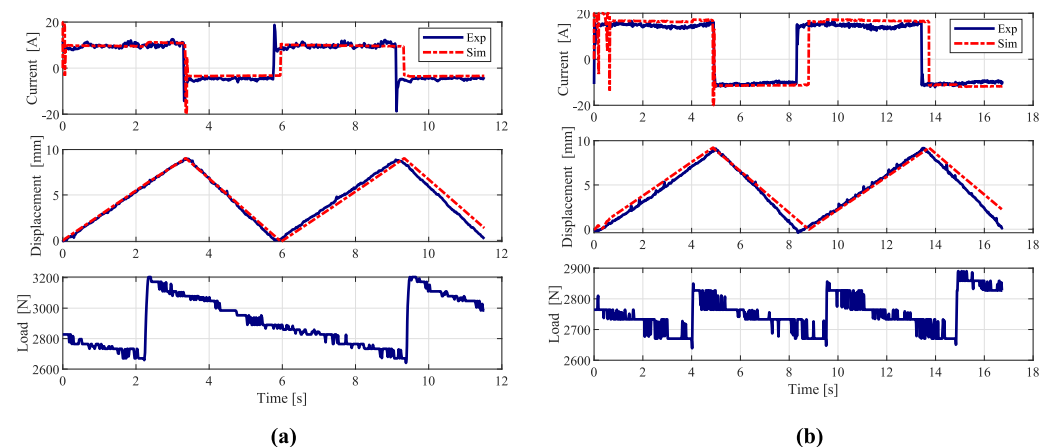 20
0
-20
Current [A]
Exp
Sim
0 2 4 6 8 10 12
10
5
0
Displacement [mm]
0 2 4 6 8 10 12
3200
3000
2800
2600
Load [N]
0 2 4 6 8 10 12
Time [s]
(a)
20
0
-20
Current [A]
Exp
Sim
0 2 4 6 8 10 12 14 16 18
10
5
0
Displacement [mm]
0 2 4 6 8 10 12 14 16 18
2900
2800
2700
2600
Load [N]
0 2 4 6 8 10 12 14 16 18
Time [s]
(b)